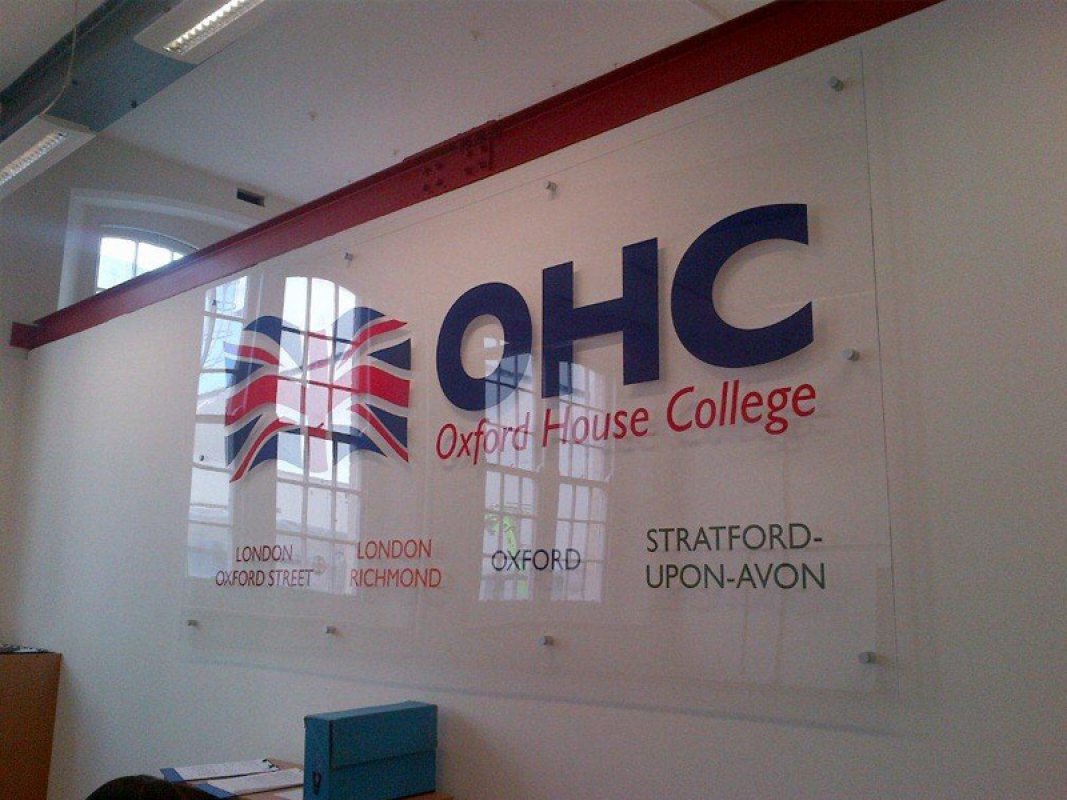 OHC
Oxford House College
LONDON
OXFORD STREET
LONDON
RICHMOND
OXFORD
STRATFORD-
UPON-AVON